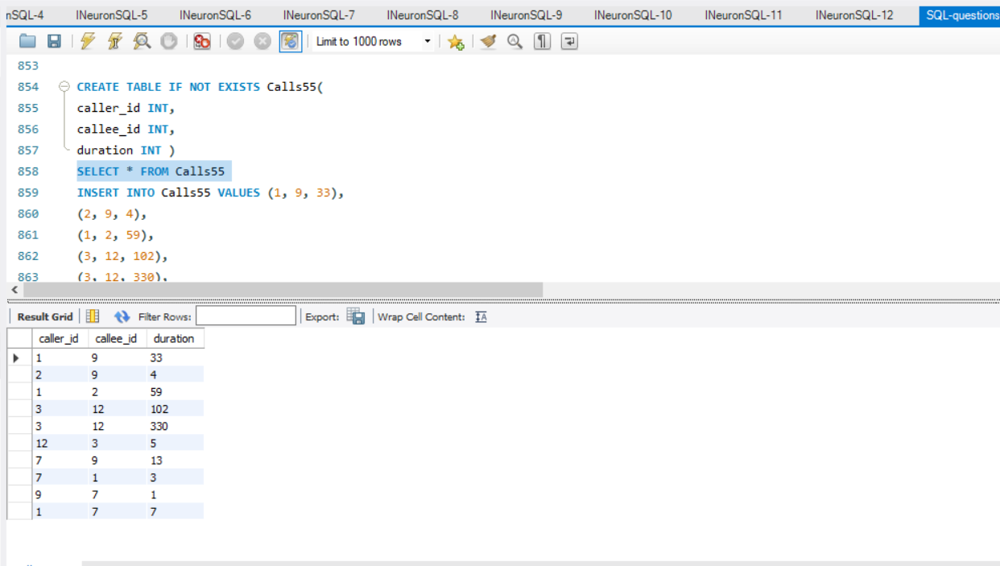 nSQL-4 INeuronSQL-5 INeuronSQL-6 INeuronSQL-7 INeuronSQL-8 INeuronSQL-9 INeuronSQL-10 INeuronSQL-11 INeuronSQL-12 SQL-questions
Limit to 1000 rows
853
854 CREATE TABLE IF NOT EXISTS Calls55(
855 caller_id INT,
856 callee_id INT,
857 duration INT )
858 SELECT * FROM Calls55
859 INSERT INTO Calls55 VALUES (1, 9, 33),
860 (2, 9, 4),
861 (1, 2, 59),
862 (3, 12, 102),
863 (3, 12, 330),
Result Grid Filter Rows: Export: Wrap Cell Content:
caller_id callee_id duration
1 9 33
2 9 4
1 2 59
3 12 102
3 12 330
12 3 5
7 9 13
7 1 3
9 7 1
1 7 7